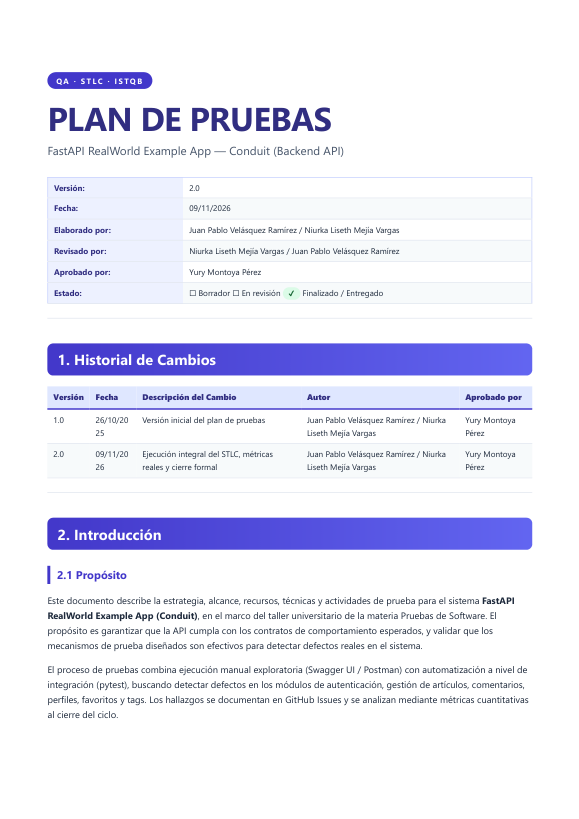 QA · STLC · ISTQB
PLAN DE PRUEBAS
FastAPI RealWorld Example App — Conduit (Backend API)
Versión: 2.0
Fecha: 09/11/2026
Elaborado por: Juan Pablo Velásquez Ramírez / Niurka Liseth Mejía Vargas
Revisado por: Niurka Liseth Mejía Vargas / Juan Pablo Velásquez Ramírez
Aprobado por: Yury Montoya Pérez
Estado: ☐ Borrador ☐ En revisión ✓ Finalizado / Entregado
1. Historial de Cambios
Versión Fecha Descripción del Cambio Autor Aprobado por
1.0 26/10/20 Versión inicial del plan de pruebas Juan Pablo Velásquez Ramírez / Niurka Yury Montoya
25 Liseth Mejía Vargas Pérez
2.0 09/11/20 Ejecución integral del STLC, métricas Juan Pablo Velásquez Ramírez / Niurka Yury Montoya
26 reales y cierre formal Liseth Mejía Vargas Pérez
2. Introducción
2.1 Propósito
Este documento describe la estrategia, alcance, recursos, técnicas y actividades de prueba para el sistema FastAPI
RealWorld Example App (Conduit), en el marco del taller universitario de la materia Pruebas de Software. El
propósito es garantizar que la API cumpla con los contratos de comportamiento esperados, y validar que los
mecanismos de prueba diseñados son efectivos para detectar defectos reales en el sistema.
El proceso de pruebas combina ejecución manual exploratoria (Swagger UI / Postman) con automatización a nivel de
integración (pytest), buscando detectar defectos en los módulos de autenticación, gestión de artículos, comentarios,
perfiles, favoritos y tags. Los hallazgos se documentan en GitHub Issues y se analizan mediante métricas cuantitativas
al cierre del ciclo.